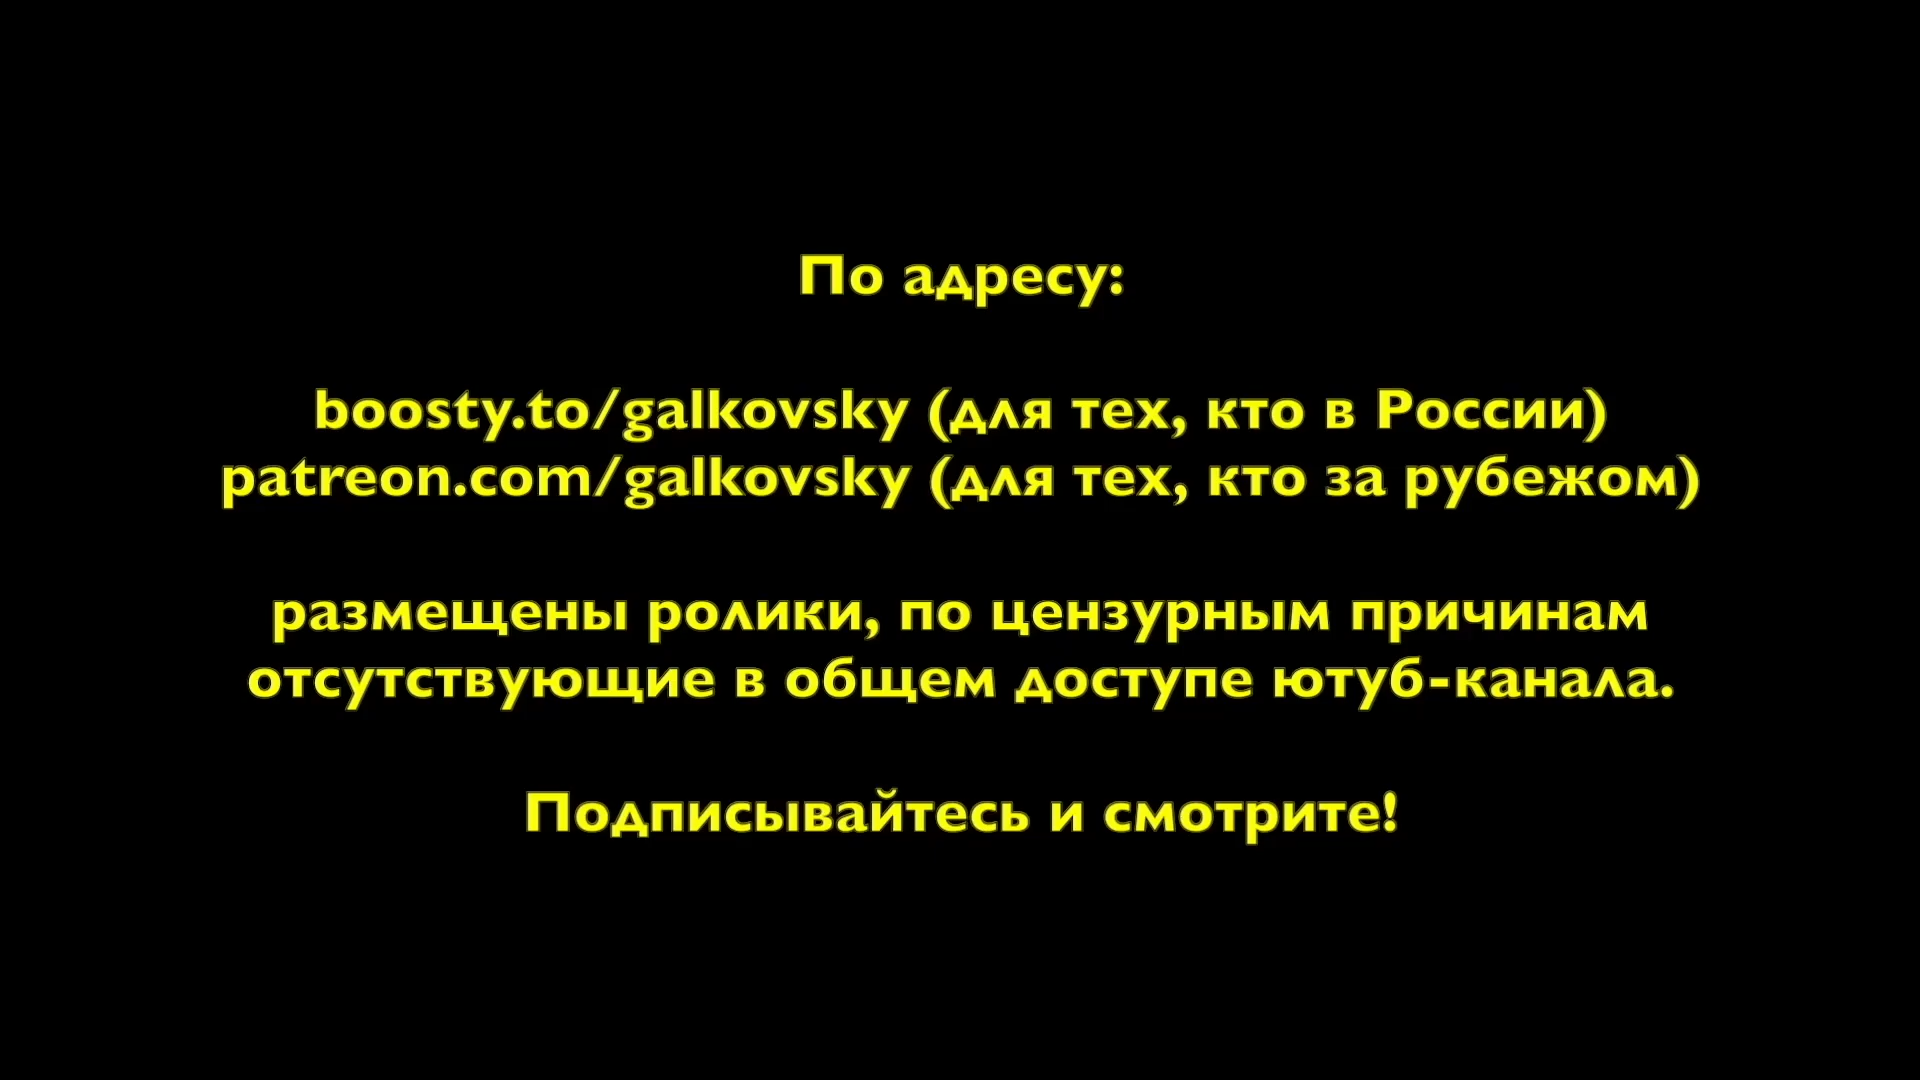 По адресу:
boosty.to/galkovsky (для тех, кто в России)
patreon.com/galkovsky (для тех, кто за рубежом)
размещены ролики, по цензурным причинам
отсутствующие в общем доступе ютуб-канала.
Подписывайтесь и смотрите!